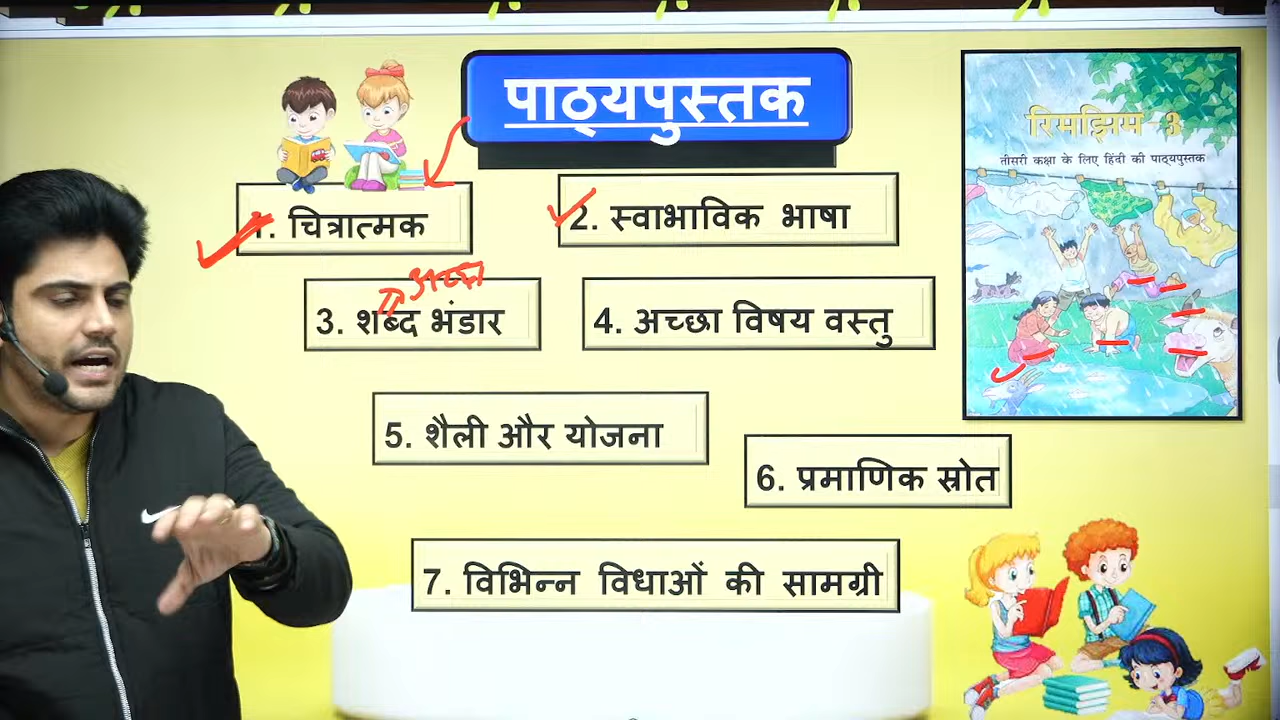 पाठ्यपुस्तक
1. चित्रात्मक
2. स्वाभाविक भाषा
3. शब्द भंडार
4. अच्छा विषय वस्तु
5. शैली और योजना
6. प्रमाणिक स्रोत
7. विभिन्न विधाओं की सामग्री
रिमझिम-3
तीसरी कक्षा के लिए हिंदी की पाठ्यपुस्तक